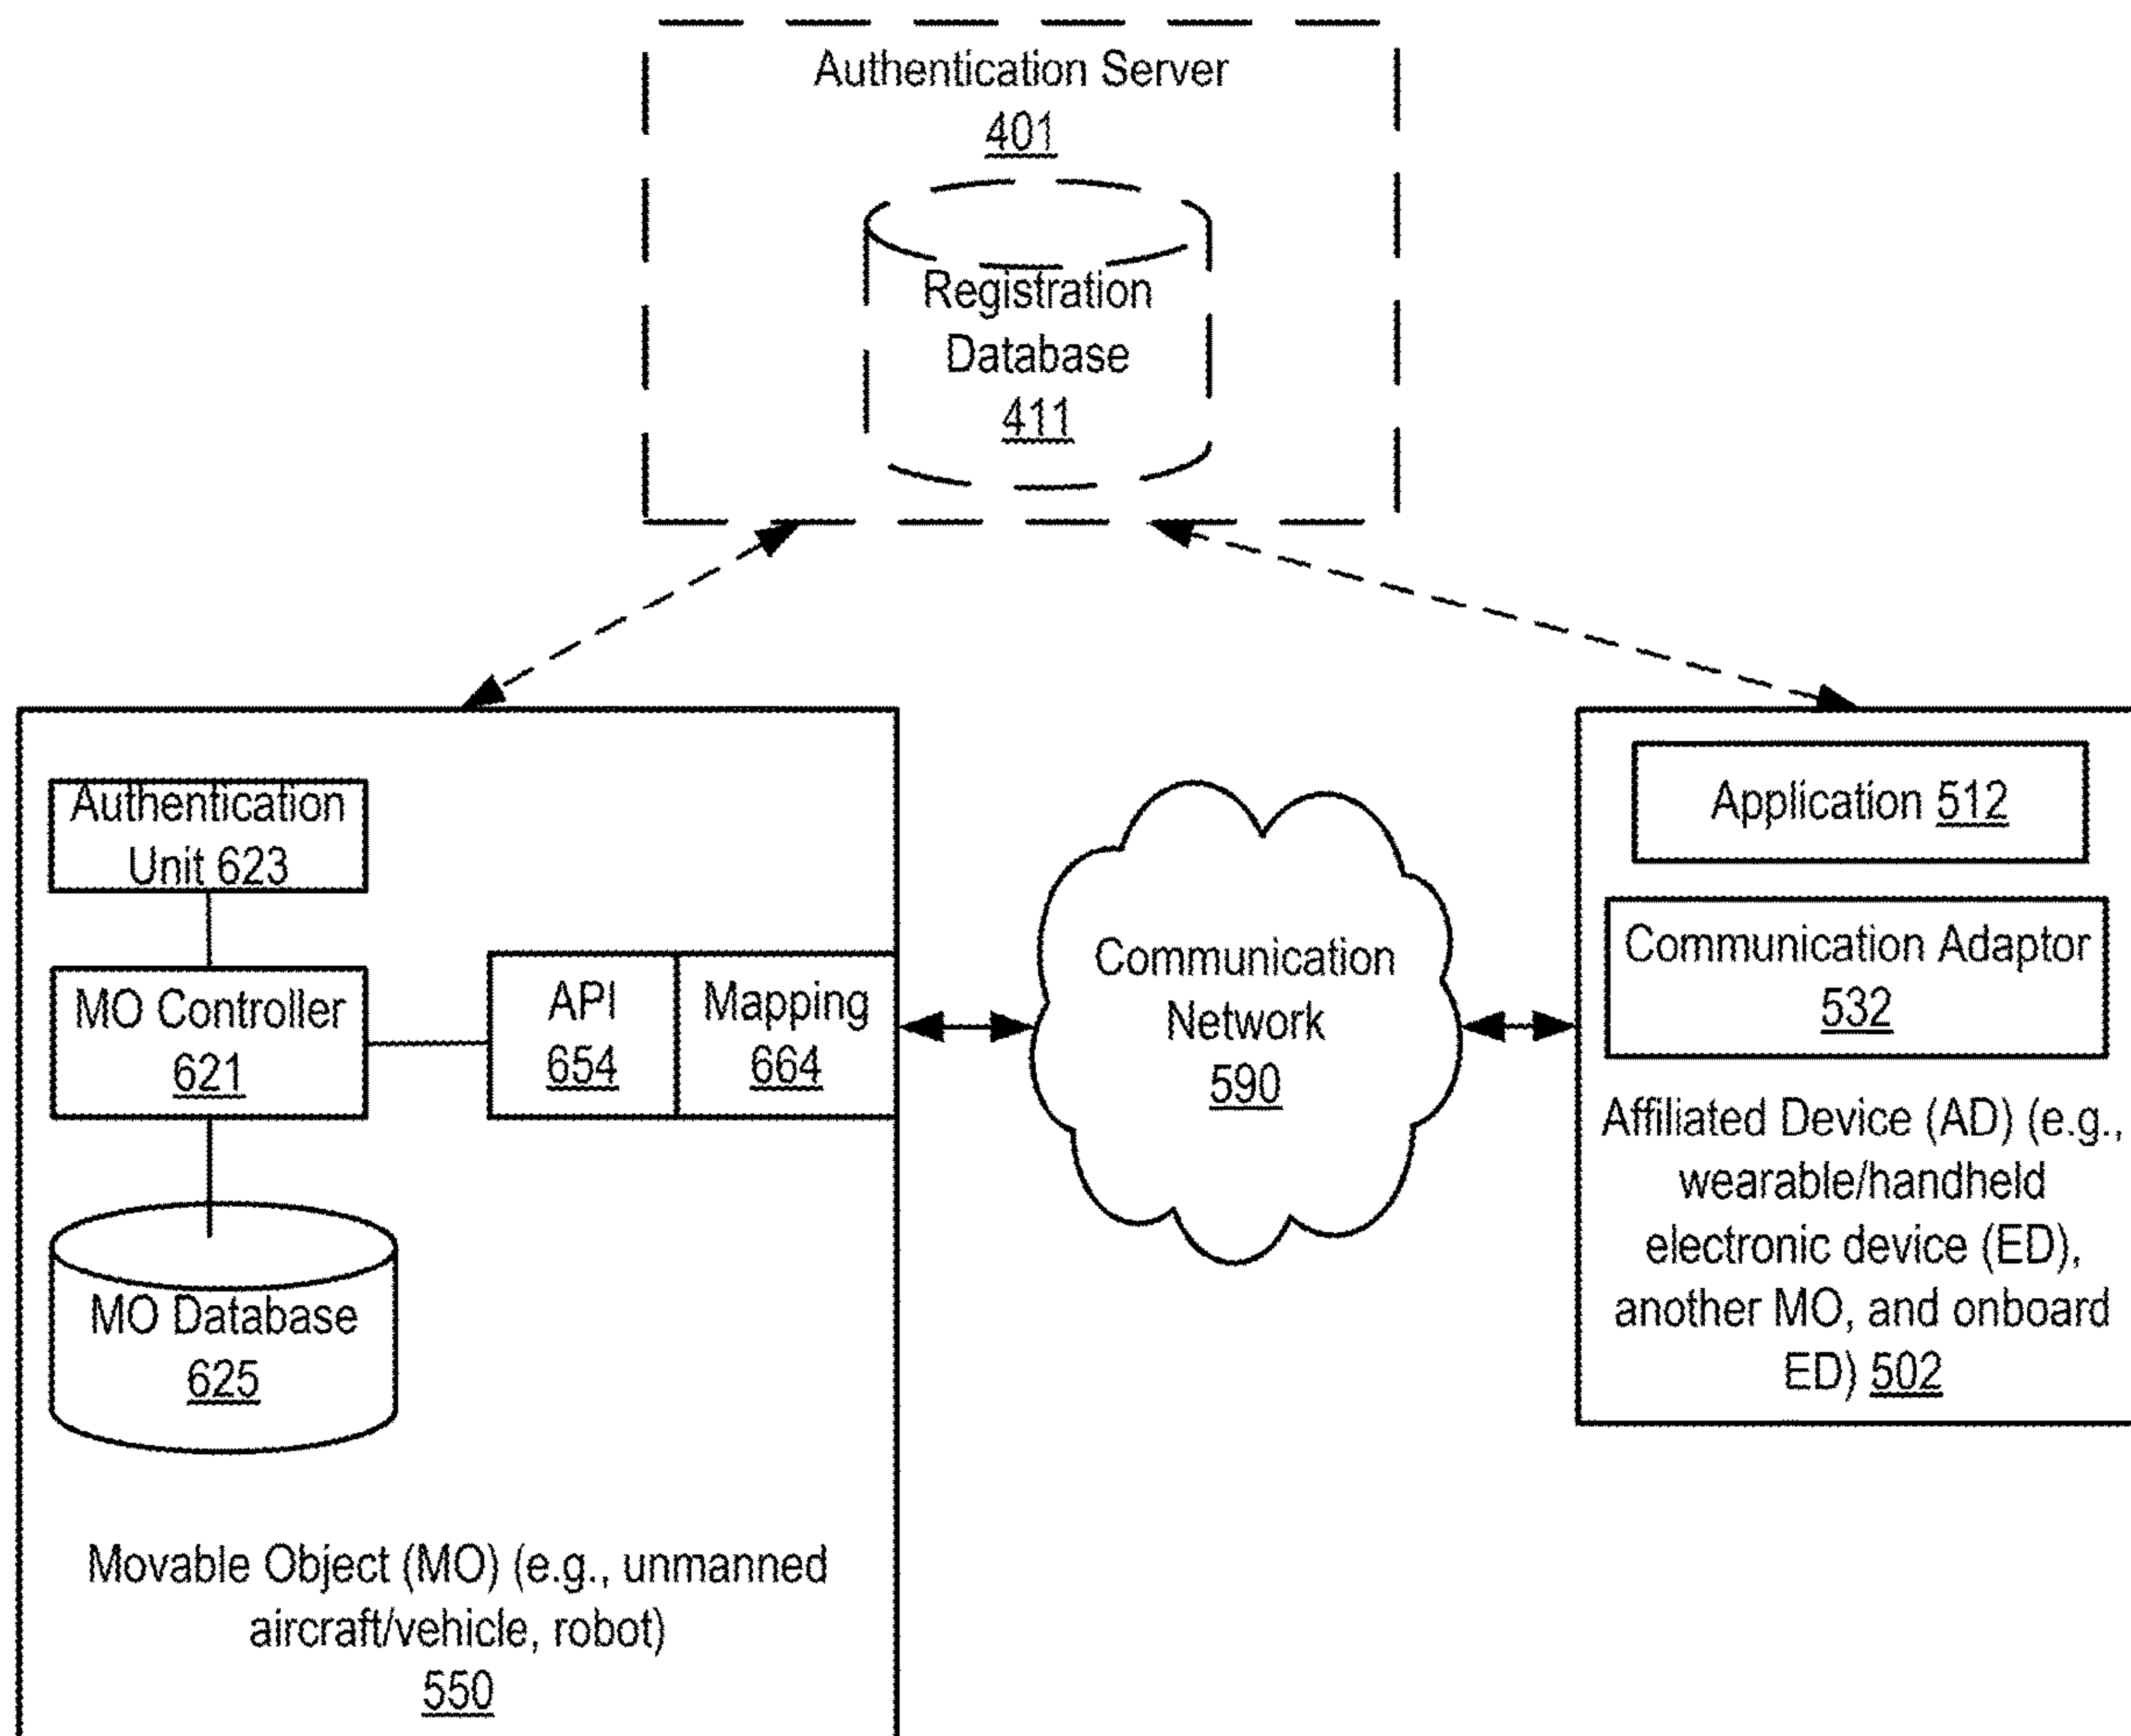 Authentication Server
401
Registration
Database
411
Authentication
Unit 623
MO Controller
621
API
654
Mapping
664
MO Database
625
Movable Object (MO) (e.g., unmanned
aircraft/vehicle, robot)
550
Communication
Network
590
Application 512
Communication Adaptor
532
Affiliated Device (AD) (e.g.,
wearable/handheld
electronic device (ED),
another MO, and onboard
ED) 502